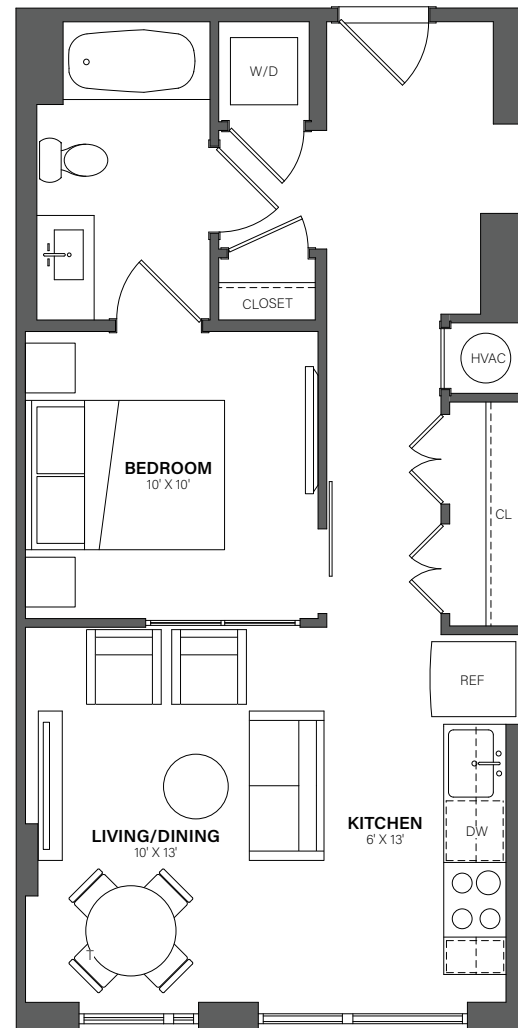 W/D
CLOSET
HVAC
BEDROOM
10' X 10'
CL
REF
KITCHEN
6' X 13'
DW
LIVING/DINING
10' X 13'
T